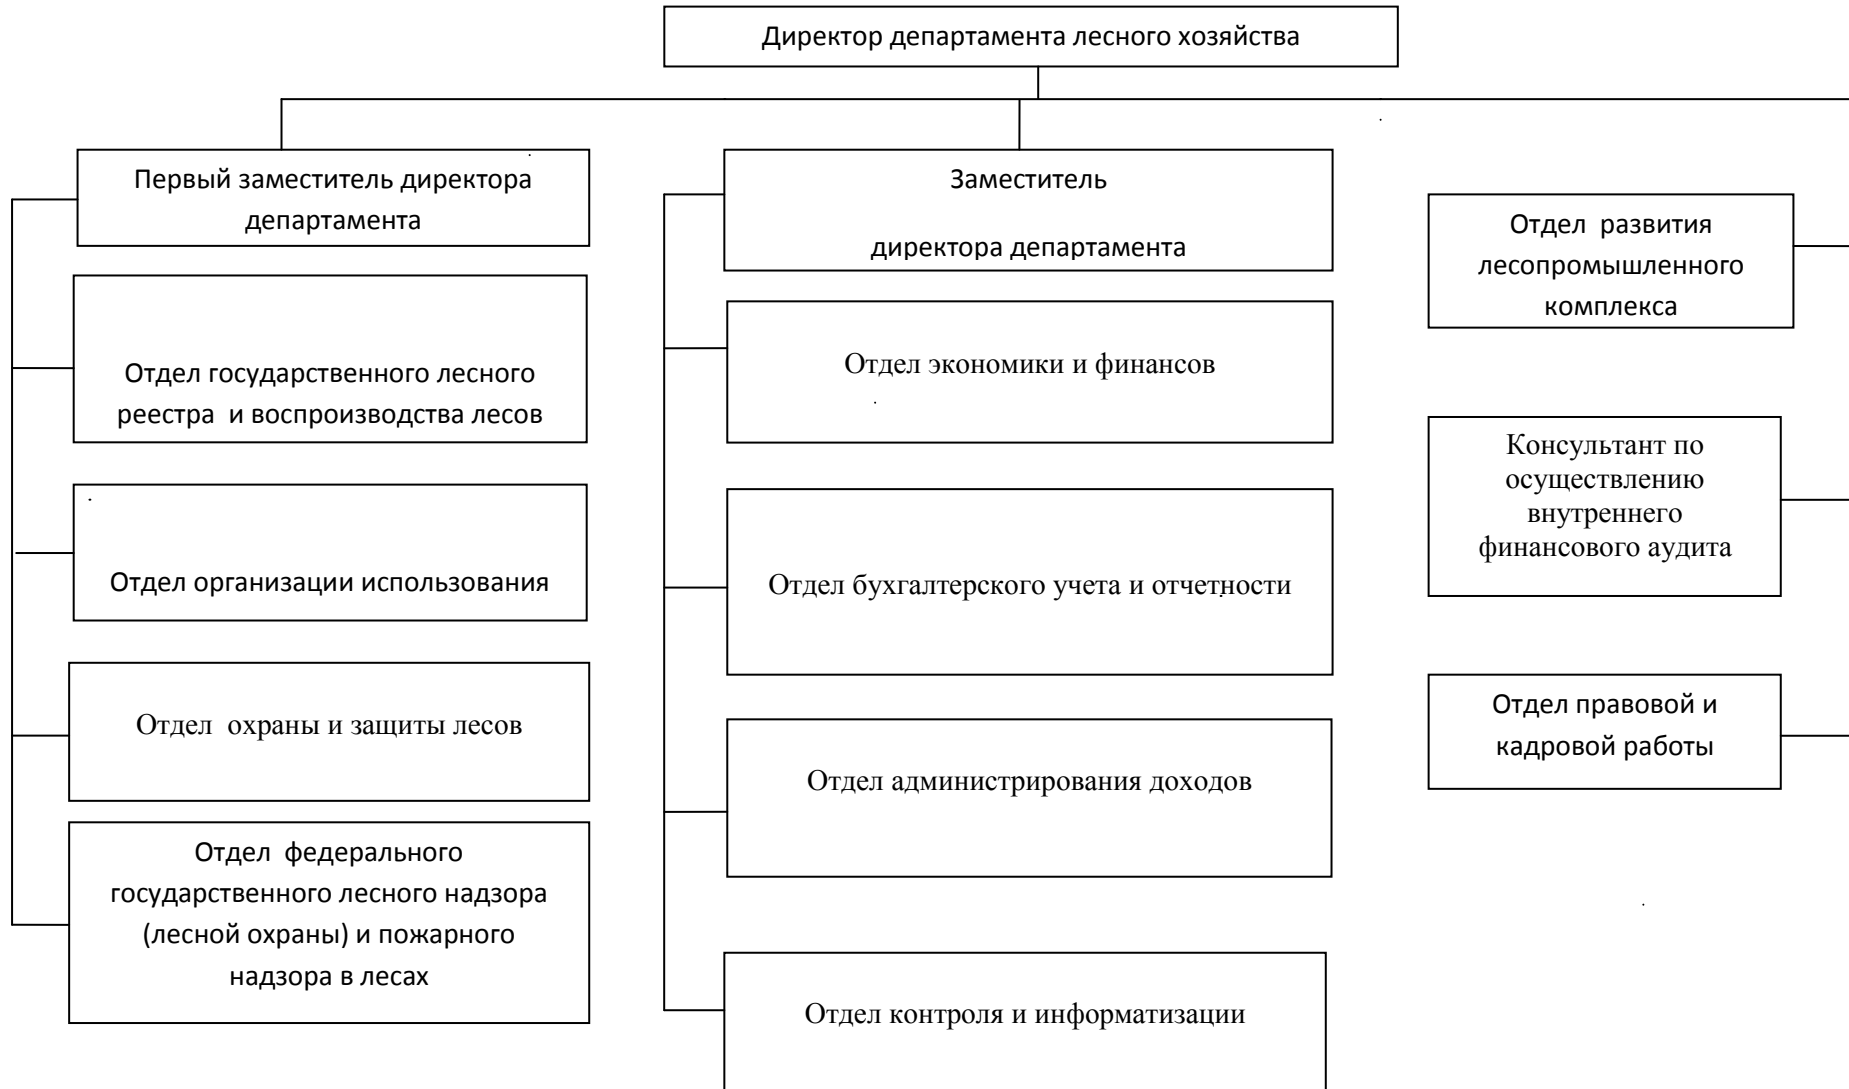 Директор департамента лесного хозяйства
Первый заместитель директора
департамента
Отдел государственного лесного
реестра и воспроизводства лесов
Отдел организации использования
Отдел охраны и защиты лесов
Отдел федерального
государственного лесного надзора
(лесной охраны) и пожарного
надзора в лесах
Заместитель
директора департамента
Отдел экономики и финансов
Отдел бухгалтерского учета и отчетности
Отдел администрирования доходов
Отдел контроля и информатизации
Отдел развития
лесопромышленного
комплекса
Консультант по
осуществлению
внутреннего
финансового аудита
Отдел правовой и
кадровой работы